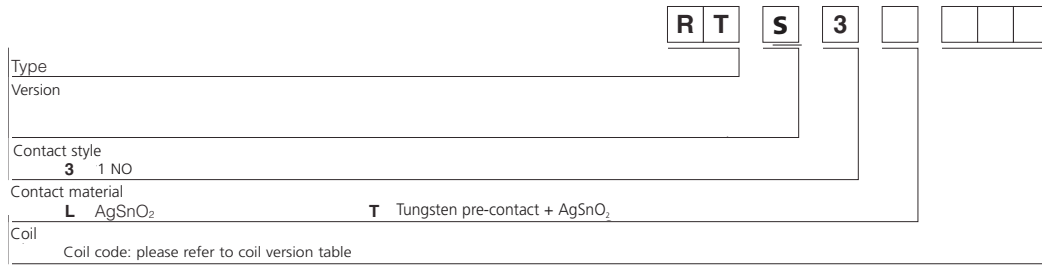 R T S 3
Type
Version
Contact style
3 1 NO
Contact material
L AgSnO₂ T Tungsten pre-contact + AgSnO₂
Coil
Coil code: please refer to coil version table